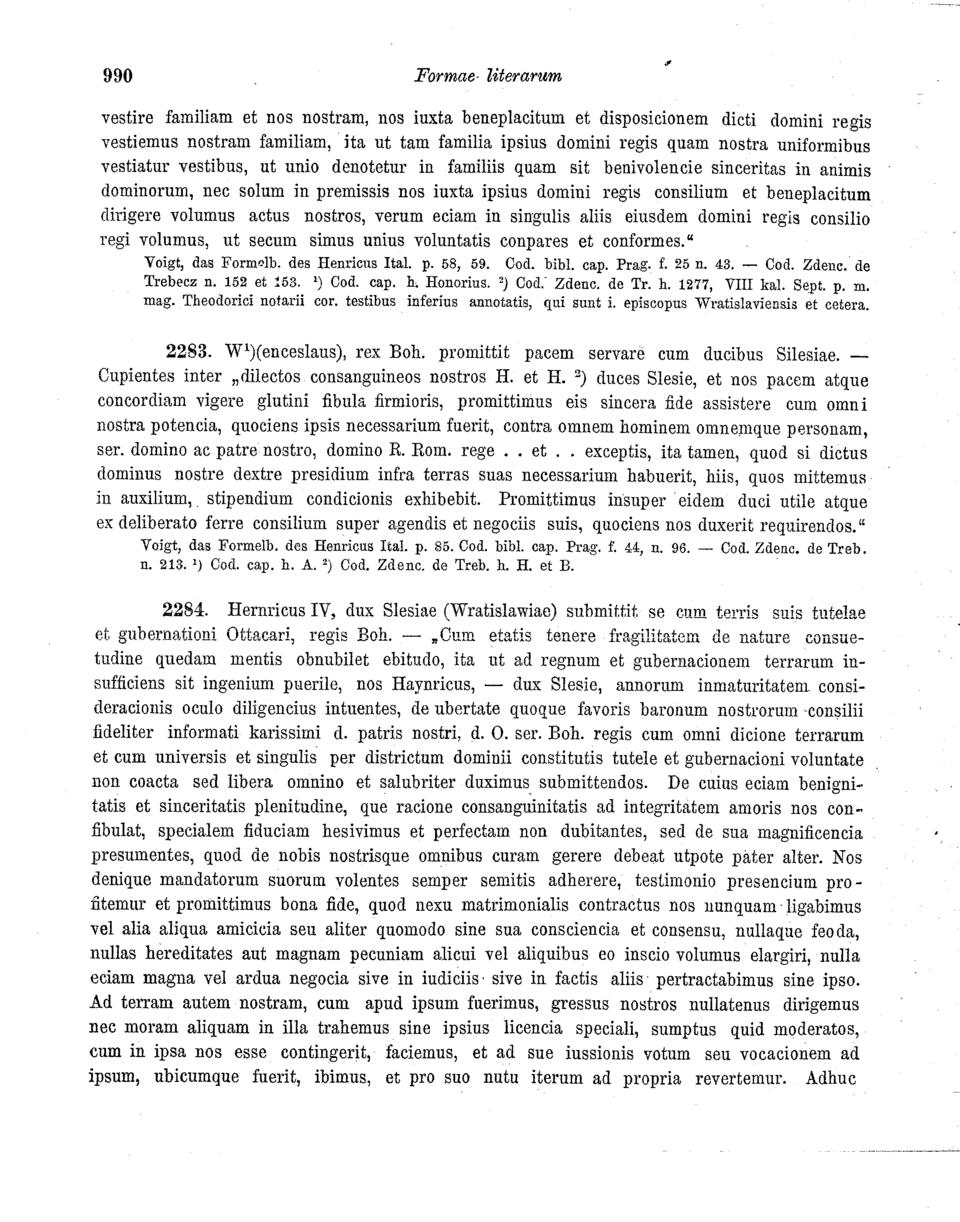 990 Formae literarum
vestire familiam et nos nostram, nos iuxta beneplacitum et disposicionem dicti domini regis
vestiemus nostram familiam, ita ut tam familia ipsius domini regis quam nostra uniformibus
vestiatur vestibus, ut unio denotetur in familiis quam sit benivolencie sinceritas in animis
dominorum, nec solum in premissis nos iuxta ipsius domini regis consilium et beneplacitum
dirigere volumus actus nostros, verum eciam in singulis aliis eiusdem domini regis consilio
regi volumus, ut secum simus unius voluntatis conpares et conformes.“
Voigt, das Formelb. des Henricus Ital. p. 58, 59. Cod. bibl. cap. Prag. f. 25 n. 43. — Cod. Zdenc. de
Trebecz n. 152 et 153. ¹) Cod. cap. h. Honorius. ²) Cod. Zdenc. de Tr. h. 1277, VIII kal. Sept. p. m.
mag. Theodorici notarii cor. testibus inferius annotatis, qui sunt i. episcopus Wratislaviensis et cetera.
2283. W¹)(enceslaus), rex Boh. promittit pacem servare cum ducibus Silesiae. —
Cupientes inter „dilectos consanguineos nostros H. et H. ²) duces Slesie, et nos pacem atque
concordiam vigere glutini fibula firmioris, promittimus eis sincera fide assistere cum omni
nostra potencia, quociens ipsis necessarium fuerit, contra omnem hominem omnemque personam,
ser. domino ac patre nostro, domino R. Rom. rege . . et . . exceptis, ita tamen, quod si dictus
dominus nostre dextre presidium infra terras suas necessarium habuerit, hiis, quos mittemus
in auxilium, stipendium condicionis exhibebit. Promittimus insuper eidem duci utile atque
ex deliberato ferre consilium super agendis et negociis suis, quociens nos duxerit requirendos.“
Voigt, das Formelb. des Henricus Ital. p. 85. Cod. bibl. cap. Prag. f. 44, n. 96. — Cod. Zdenc. de Treb.
n. 213. ¹) Cod. cap. h. A. ²) Cod. Zdenc. de Treb. h. H. et B.
2284. Hernricus IV, dux Slesiae (Wratislawiae) submittit se cum terris suis tutelae
et gubernationi Ottacari, regis Boh. — „Cum etatis tenere fragilitatem de nature consue-
tudine quedam mentis obnubilet ebitudo, ita ut ad regnum et gubernacionem terrarum in-
sufficiens sit ingenium puerile, nos Haynricus, — dux Slesie, annorum inmaturitatem consi-
deracionis oculo diligencius intuentes, de ubertate quoque favoris baronum nostrorum consilii
fideliter informati karissimi d. patris nostri, d. O. ser. Boh. regis cum omni dicione terrarum
et cum universis et singulis per districtum dominii constitutis tutele et gubernacioni voluntate
non coacta sed libera omnino et salubriter duximus submittendos. De cuius eciam benigni-
tatis et sinceritatis plenitudine, que racione consanguinitatis ad integritatem amoris nos con-
fibulat, specialem fiduciam hesivimus et perfectam non dubitantes, sed de sua magnificencia
presumentes, quod de nobis nostrisque omnibus curam gerere debeat utpote pater alter. Nos
denique mandatorum suorum volentes semper semitis adherere, testimonio presencium pro-
fitemur et promittimus bona fide, quod nexu matrimonialis contractus nos nunquam ligabimus
vel alia aliqua amicicia seu aliter quomodo sine sua consciencia et consensu, nullaque feoda,
nullas hereditates aut magnam pecuniam alicui vel aliquibus eo inscio volumus elargiri, nulla
eciam magna vel ardua negocia sive in iudiciis sive in factis aliis pertractabimus sine ipso.
Ad terram autem nostram, cum apud ipsum fuerimus, gressus nostros nullatenus dirigemus
nec moram aliquam in illa trahemus sine ipsius licencia speciali, sumptus quid moderatos,
cum in ipsa nos esse contingerit, faciemus, et ad sue iussionis votum seu vocacionem ad
ipsum, ubicumque fuerit, ibimus, et pro suo nutu iterum ad propria revertemur. Adhuc